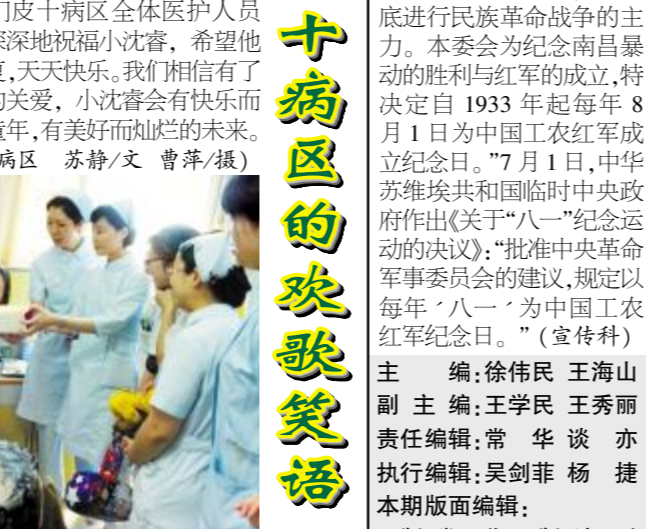 们皮十病区全体医护人员
深深地祝福小沈睿，希望他
,天天快乐。我们相信有了
的关爱，小沈睿会有快乐而
童年,有美好而灿烂的未来。
病区 苏静/文 曹萍/摄)
十病区的欢歌笑语
底进行民族革命战争的主
力。本委会为纪念南昌暴
动的胜利与红军的成立,特
决定自 1933 年起每年 8
月 1 日为中国工农红军成
立纪念日。”7 月 1 日,中华
苏维埃共和国临时中央政
府作出《关于“八一”纪念运
动的决议》:“批准中央革命
军事委员会的建议,规定以
每年´八一´为中国工农
红军纪念日。”(宣传科)
主 编:徐伟民 王海山
副 主 编:王学民 王秀丽
责任编辑:常 华 谈 亦
执行编辑:吴剑菲 杨 捷
本期版面编辑: